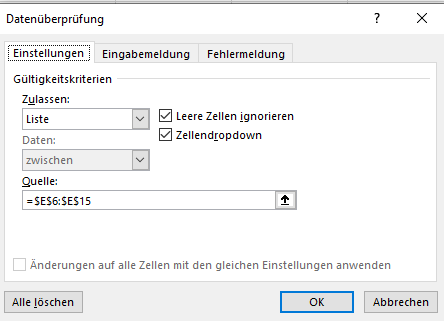 Datenüberprüfung
?
Einstellungen Eingabemeldung Fehlermeldung
Gültigkeitskriterien
Zulassen:
Liste
Leere Zellen ignorieren
Zellendropdown
Daten:
zwischen
Quelle:
=$E$6:$E$15
Änderungen auf alle Zellen mit den gleichen Einstellungen anwenden
Alle löschen OK Abbrechen